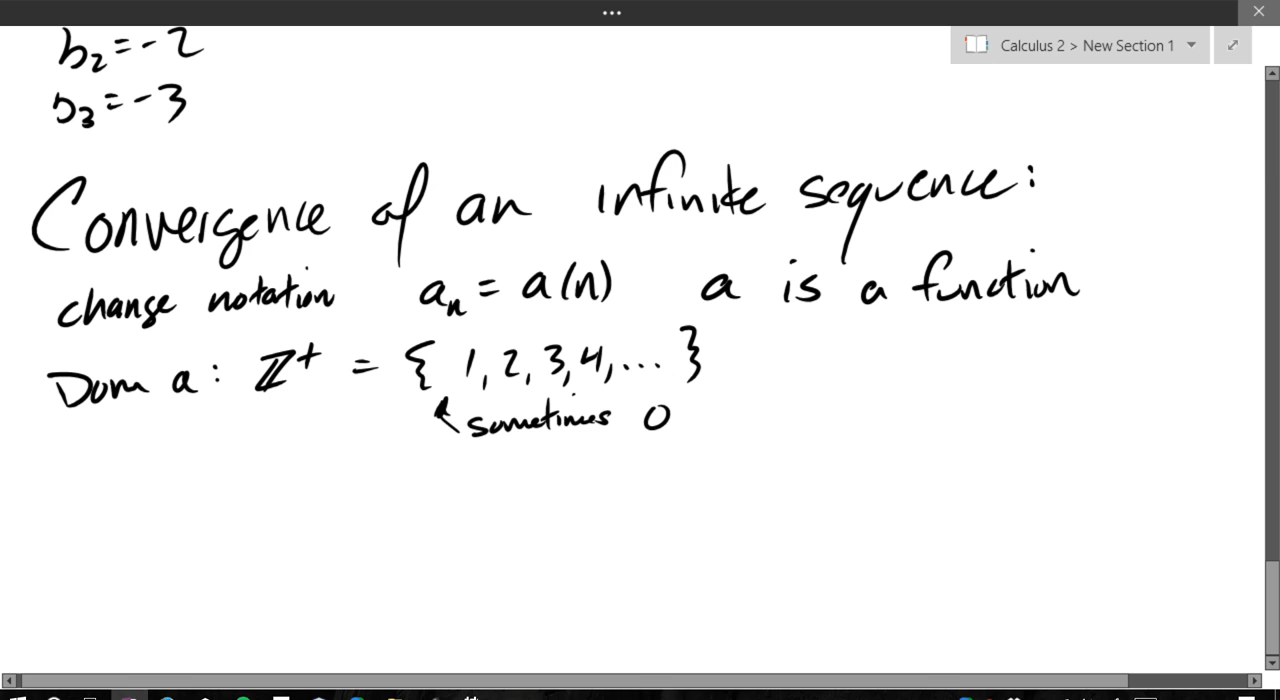 ...
Calculus 2 > New Section 1
b₂ = -2
b₃ = -3
Convergence of an infinite sequence:
change notation aₙ = a(n) a is a function
Dom a: ℤ⁺ = { 1, 2, 3, 4, ... }
sometimes 0